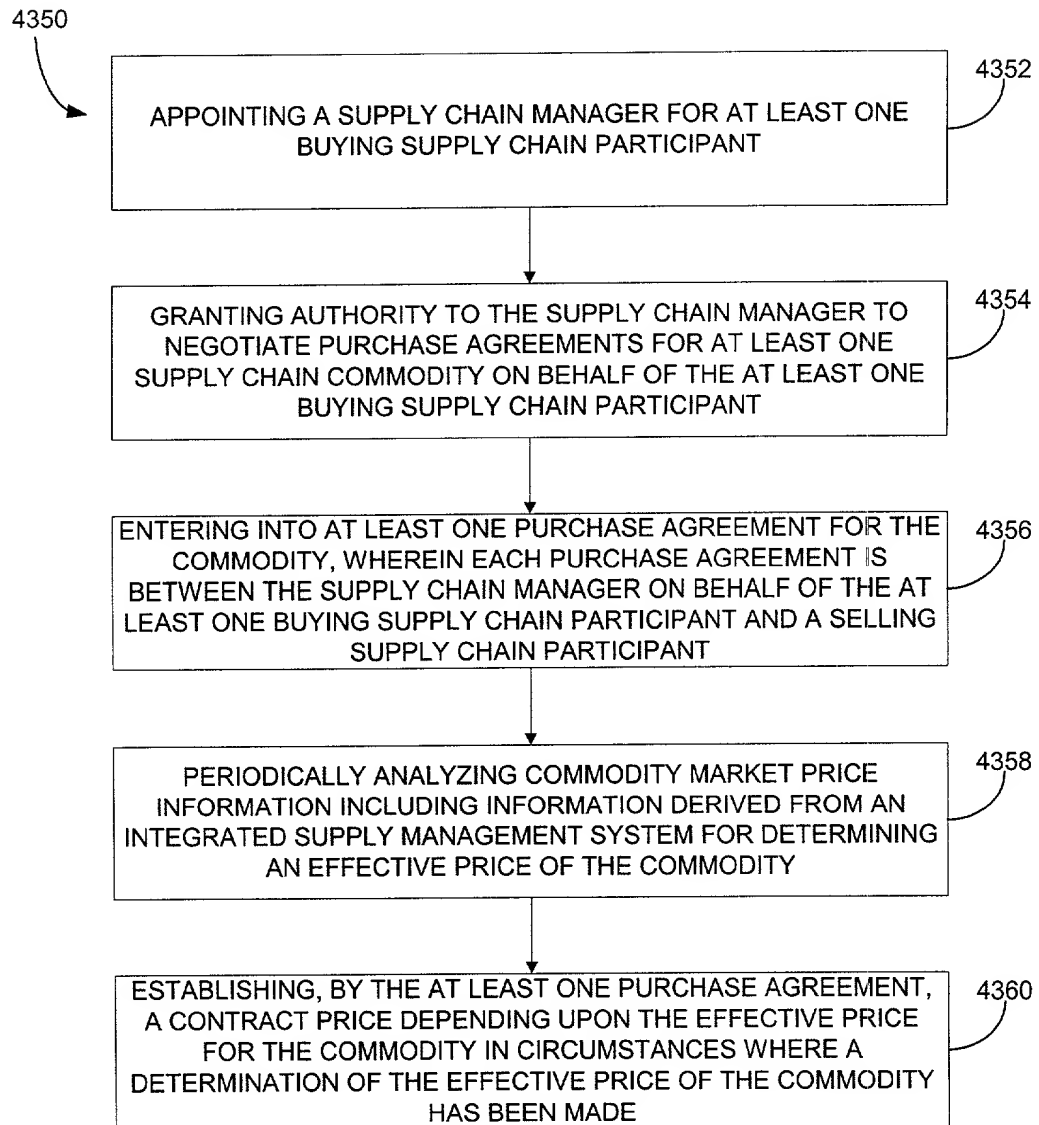 4350
4352
APPOINTING A SUPPLY CHAIN MANAGER FOR AT LEAST ONE
BUYING SUPPLY CHAIN PARTICIPANT
4354
GRANTING AUTHORITY TO THE SUPPLY CHAIN MANAGER TO
NEGOTIATE PURCHASE AGREEMENTS FOR AT LEAST ONE
SUPPLY CHAIN COMMODITY ON BEHALF OF THE AT LEAST ONE
BUYING SUPPLY CHAIN PARTICIPANT
4356
ENTERING INTO AT LEAST ONE PURCHASE AGREEMENT FOR THE
COMMODITY, WHEREIN EACH PURCHASE AGREEMENT IS
BETWEEN THE SUPPLY CHAIN MANAGER ON BEHALF OF THE AT
LEAST ONE BUYING SUPPLY CHAIN PARTICIPANT AND A SELLING
SUPPLY CHAIN PARTICIPANT
4358
PERIODICALLY ANALYZING COMMODITY MARKET PRICE
INFORMATION INCLUDING INFORMATION DERIVED FROM AN
INTEGRATED SUPPLY MANAGEMENT SYSTEM FOR DETERMINING
AN EFFECTIVE PRICE OF THE COMMODITY
4360
ESTABLISHING, BY THE AT LEAST ONE PURCHASE AGREEMENT,
A CONTRACT PRICE DEPENDING UPON THE EFFECTIVE PRICE
FOR THE COMMODITY IN CIRCUMSTANCES WHERE A
DETERMINATION OF THE EFFECTIVE PRICE OF THE COMMODITY
HAS BEEN MADE